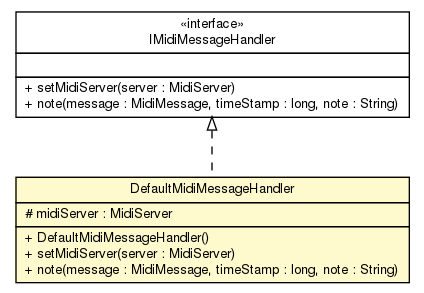 «interface»
IMidiMessageHandler
+ setMidiServer(server : MidiServer)
+ note(message : MidiMessage, timeStamp : long, note : String)
DefaultMidiMessageHandler
# midiServer : MidiServer
+ DefaultMidiMessageHandler()
+ setMidiServer(server : MidiServer)
+ note(message : MidiMessage, timeStamp : long, note : String)